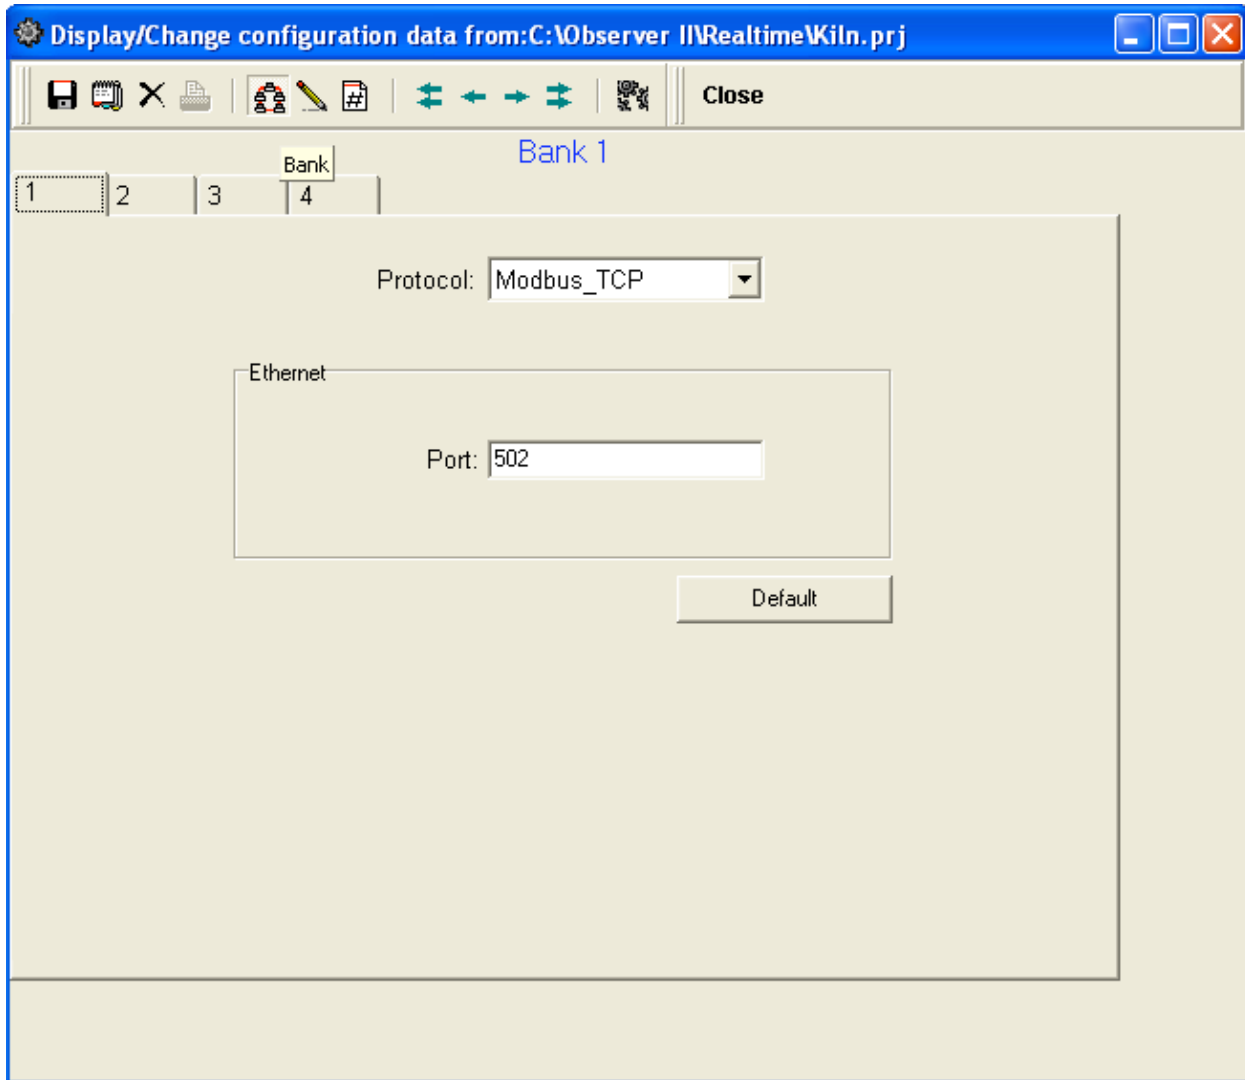 Display/Change configuration data from:C:\Observer II\Realtime\Kiln.prj
Close
Bank 1
Bank
1 2 3 4
Protocol: Modbus_TCP
Ethernet
Port: 502
Default